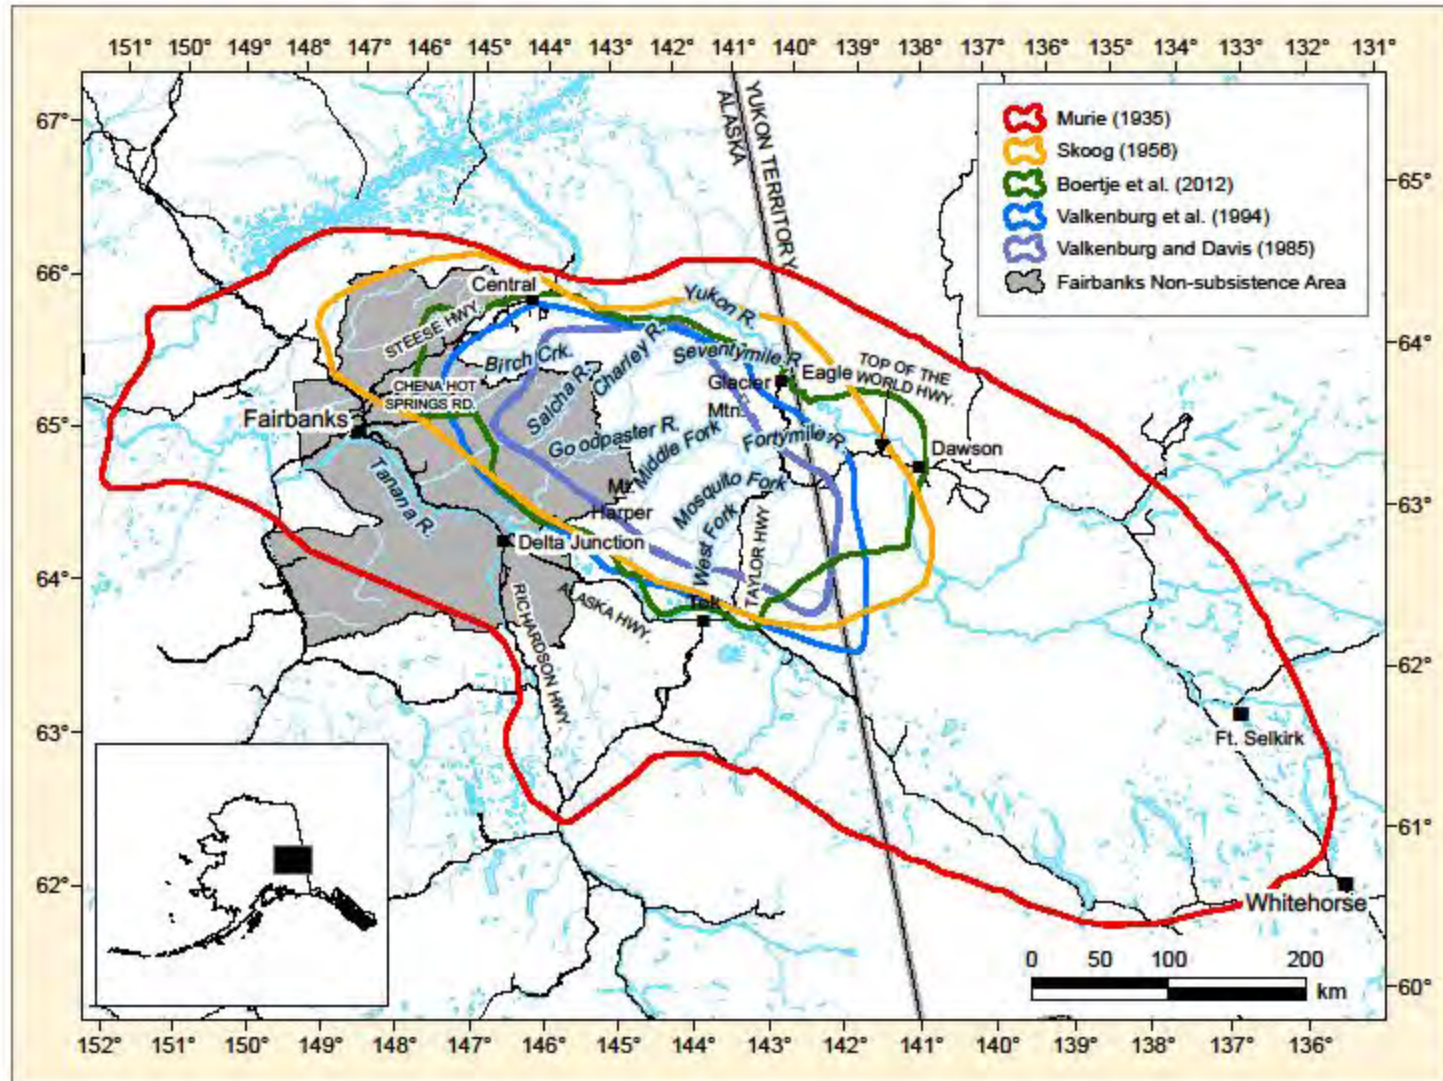 151° 150° 149° 148° 147° 146° 145° 144° 143° 142° 141° 140° 139° 138° 137° 136° 135° 134° 133° 132° 131°
67°
66°
65°
64°
63°
62°
65°
64°
63°
62°
61°
60°
YUKON TERRITORY
ALASKA
Murie (1935)
Skoog (1956)
Boertje et al. (2012)
Valkenburg et al. (1994)
Valkenburg and Davis (1985)
Fairbanks Non-subsistence Area
Central
Yukon R.
STEESE HWY.
Birch Crk.
Charley R.
Seventymile R.
TOP OF THE
WORLD HWY.
Eagle
Glacier
Mtn.
CHENA HOT
SPRINGS RD.
Salcha R.
Fairbanks
Goodpaster R.
Fortymile R.
Dawson
Middle Fork
Tanana R.
Mt.
Harper
Mosquito Fork
West Fork
TAYLOR HWY
Delta Junction
ALASKA HWY.
Tok
RICHARDSON HWY
Ft. Selkirk
Whitehorse
0 50 100 200
km
152° 151° 150° 149° 148° 147° 146° 145° 144° 143° 142° 141° 140° 139° 138° 137° 136°